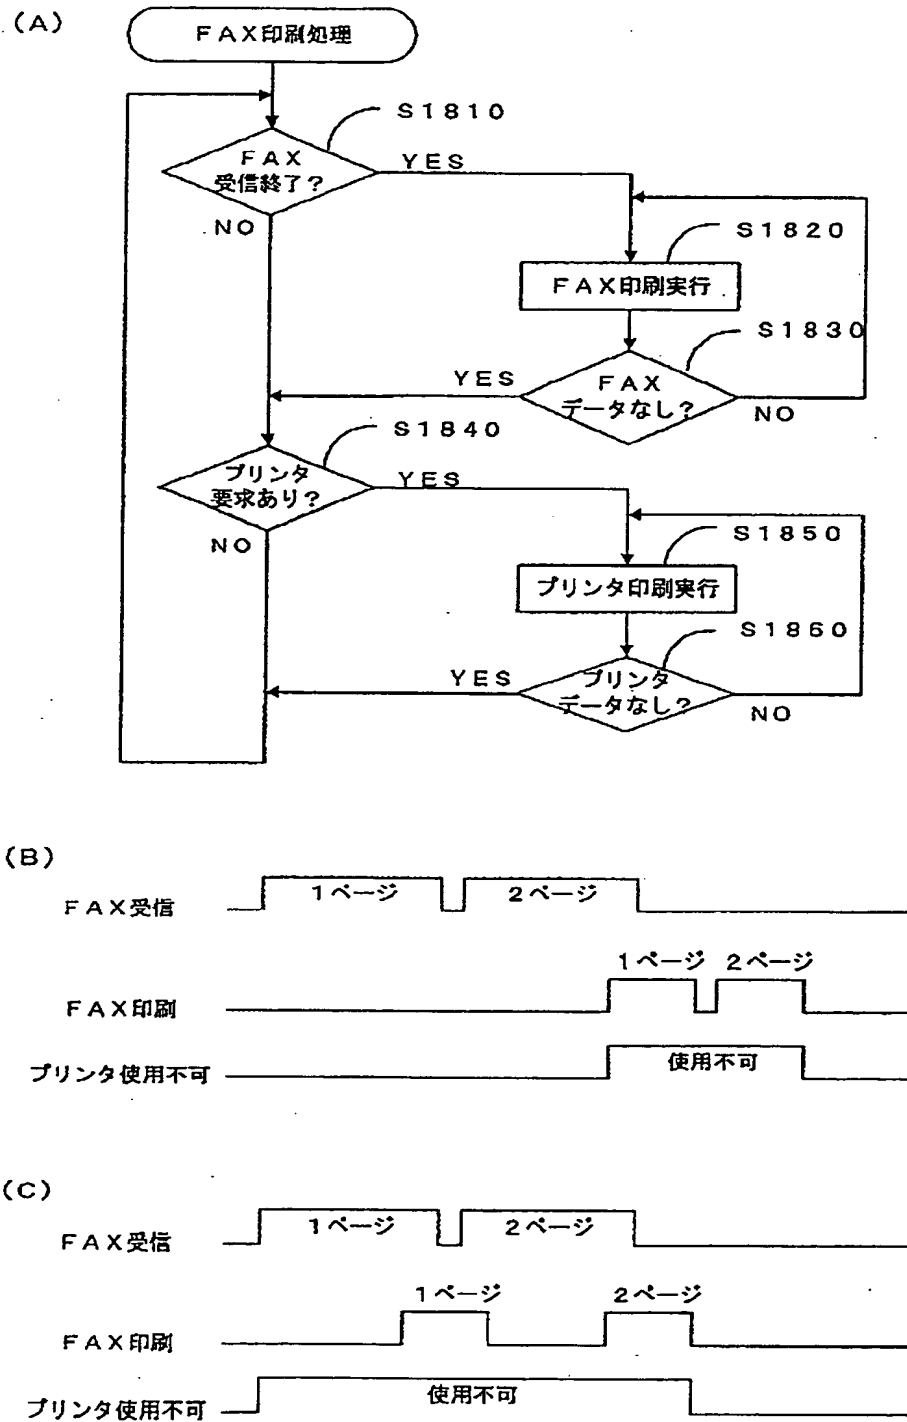 (A)
FAX印刷処理
S1810
FAX
受信終了?
YES
NO
S1820
FAX印刷実行
S1830
FAX
データなし?
YES
NO
S1840
プリンタ
要求あり?
YES
NO
S1850
プリンタ印刷実行
S1860
プリンタ
データなし?
YES
NO
(B)
FAX受信
1ページ
2ページ
FAX印刷
1ページ
2ページ
プリンタ使用不可
使用不可
(C)
FAX受信
1ページ
2ページ
FAX印刷
1ページ
2ページ
プリンタ使用不可
使用不可